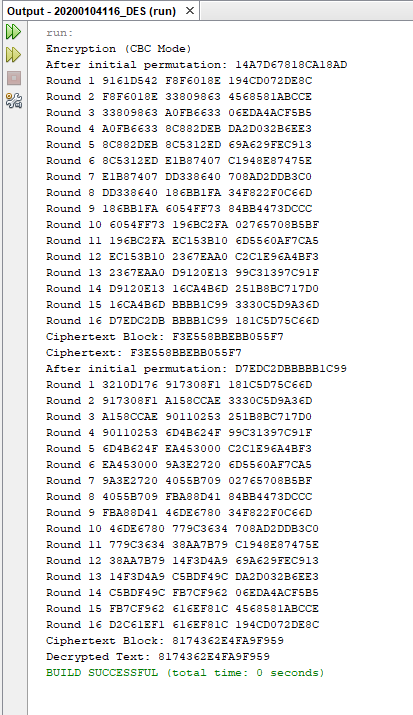 Output - 20200104116_DES (run)
run:
Encryption (CBC Mode)
After initial permutation: 14A7D67818CA18AD
Round 1 9161D542 F8F6018E 194CD072DE8C
Round 2 F8F6018E 33809863 4568581ABCCE
Round 3 33809863 A0FB6633 06EDA4ACF5B5
Round 4 A0FB6633 8C882DEB DA2D032B6EE3
Round 5 8C882DEB 8C5312ED 69A629FEC913
Round 6 8C5312ED E1B87407 C1948E87475E
Round 7 E1B87407 DD338640 708AD2DDB3C0
Round 8 DD338640 186BB1FA 34F822F0C66D
Round 9 186BB1FA 6054FF73 84BB4473DCCC
Round 10 6054FF73 196BC2FA 02765708B5BF
Round 11 196BC2FA EC153B10 6D5560AF7CA5
Round 12 EC153B10 2367EAA0 C2C1E96A4BF3
Round 13 2367EAA0 D9120E13 99C31397C91F
Round 14 D9120E13 16CA4B6D 251B8BC717D0
Round 15 16CA4B6D BBBB1C99 3330C5D9A36D
Round 16 D7EDC2DB BBBB1C99 181C5D75C66D
Ciphertext Block: F3E558BBEBB055F7
Ciphertext: F3E558BBEBB055F7
After initial permutation: D7EDC2DBBBBB1C99
Round 1 3210D176 917308F1 181C5D75C66D
Round 2 917308F1 A158CCAE 3330C5D9A36D
Round 3 A158CCAE 90110253 251B8BC717D0
Round 4 90110253 6D4B624F 99C31397C91F
Round 5 6D4B624F EA453000 C2C1E96A4BF3
Round 6 EA453000 9A3E2720 6D5560AF7CA5
Round 7 9A3E2720 4055B709 02765708B5BF
Round 8 4055B709 FBA88D41 84BB4473DCCC
Round 9 FBA88D41 46DE6780 34F822F0C66D
Round 10 46DE6780 779C3634 708AD2DDB3C0
Round 11 779C3634 38AA7B79 C1948E87475E
Round 12 38AA7B79 14F3D4A9 69A629FEC913
Round 13 14F3D4A9 C5BDF49C DA2D032B6EE3
Round 14 C5BDF49C FB7CF962 06EDA4ACF5B5
Round 15 FB7CF962 616EF81C 4568581ABCCE
Round 16 D2C61EF1 616EF81C 194CD072DE8C
Ciphertext Block: 8174362E4FA9F959
Decrypted Text: 8174362E4FA9F959
BUILD SUCCESSFUL (total time: 0 seconds)